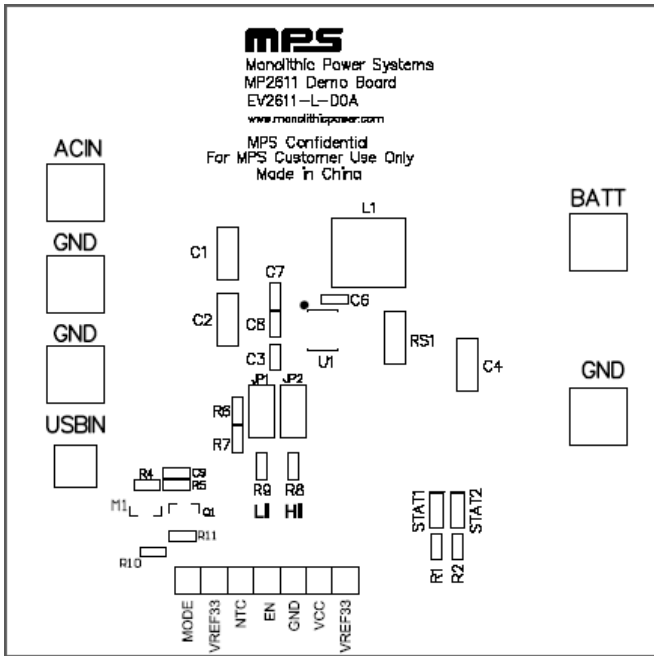 MPS
Monolithic Power Systems
MP2611 Demo Board
EV2611-L-D0A
www.monolithicpower.com
MPS Confidential
For MPS Customer Use Only
Made in China
ACIN
GND
GND
USBIN
BATT
GND
L1
C1
C7
C6
C2
C8
U1
RS1
C4
C3
JP1
JP2
R6
R7
R9
R8
LI
HI
R4
C9
R5
M1
Q1
R11
R10
STAT1
STAT2
R1
R2
MODE
VREF33
NTC
EN
GND
VCC
VREF33